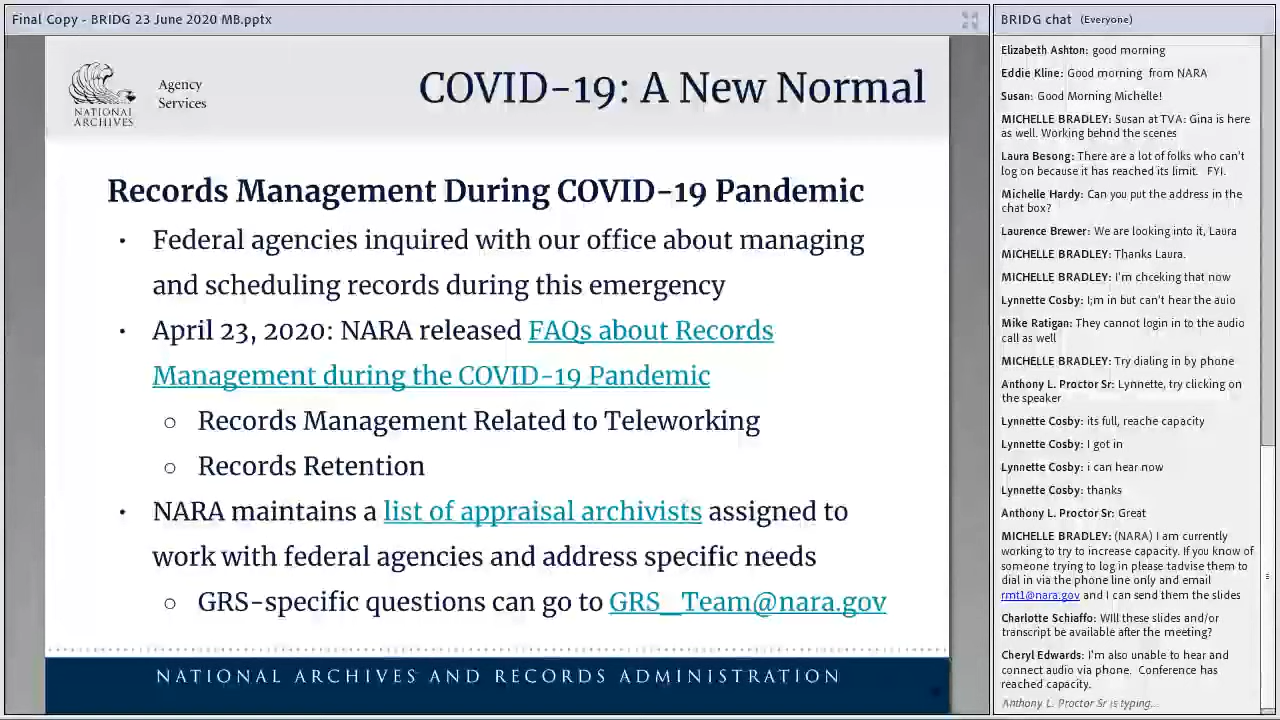 Final Copy - BRIDG 23 June 2020 MB.pptx
Agency
Services
NATIONAL
ARCHIVES
COVID-19: A New Normal
Records Management During COVID-19 Pandemic
• Federal agencies inquired with our office about managing
and scheduling records during this emergency
• April 23, 2020: NARA released FAQs about Records
Management during the COVID-19 Pandemic
○ Records Management Related to Teleworking
○ Records Retention
• NARA maintains a list of appraisal archivists assigned to
work with federal agencies and address specific needs
○ GRS-specific questions can go to GRS_Team@nara.gov
NATIONAL ARCHIVES AND RECORDS ADMINISTRATION
BRIDG chat (Everyone)
Elizabeth Ashton: good morning
Eddie Kline: Good morning from NARA
Susan: Good Morning Michelle!
MICHELLE BRADLEY: Susan at TVA: Gina is here
as well. Working behnd the scenes
Laura Besong: There are a lot of folks who can't
log on because it has reached its limit. FYI.
Michelle Hardy: Can you put the address in the
chat box?
Laurence Brewer: We are looking into it, Laura
MICHELLE BRADLEY: Thanks Laura.
MICHELLE BRADLEY: I'm chceking that now
Lynnette Cosby: I;m in but can't hear the auio
Mike Ratigan: They cannot login in to the audio
call as well
MICHELLE BRADLEY: Try dialing in by phone
Anthony L. Proctor Sr: Lynnette, try clicking on
the speaker
Lynnette Cosby: its full, reache capacity
Lynnette Cosby: I got in
Lynnette Cosby: i can hear now
Lynnette Cosby: thanks
Anthony L. Proctor Sr: Great
MICHELLE BRADLEY: (NARA) I am currently
working to try to increase capacity. If you know of
someone trying to log in please tadvise them to
dial in via the phone line only and email
rmt1@nara.gov and I can send them the slides
Charlotte Schiaffo: Will these slides and/or
transcript be available after the meeting?
Cheryl Edwards: I'm also unable to hear and
connect audio via phone. Conference has
reached capacity.
Anthony L. Proctor Sr is typing...